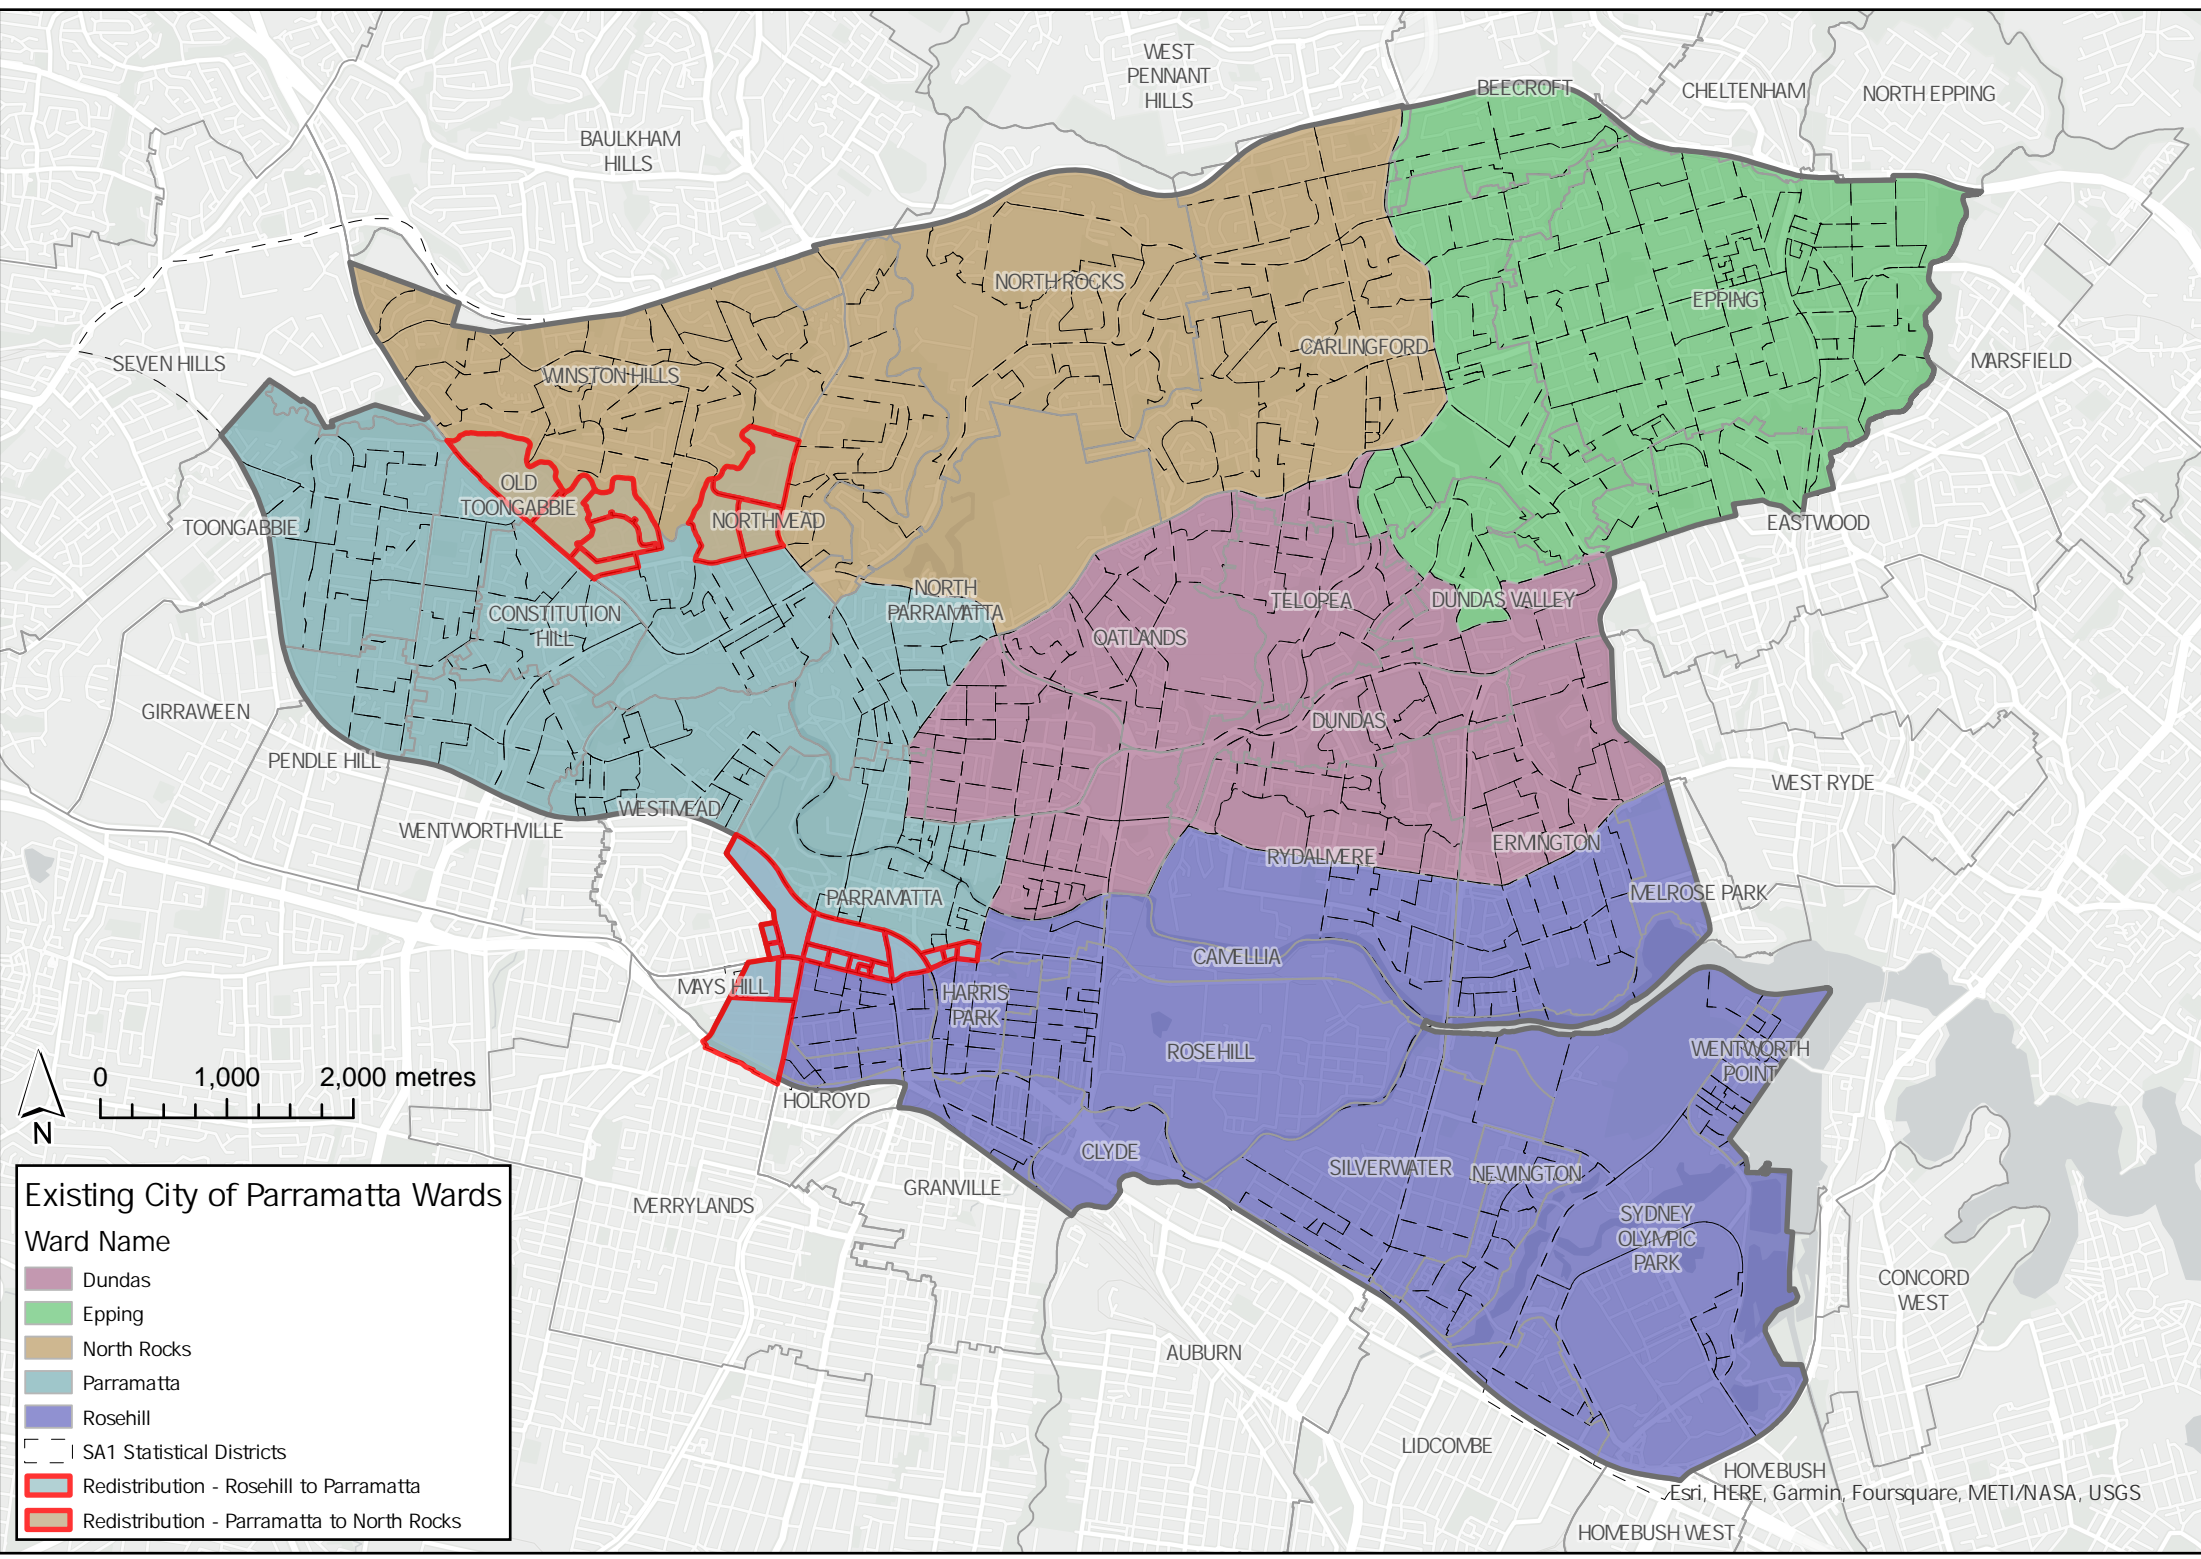 WEST
PENNANT
HILLS
BEECROFT
CHELTENHAM
NORTH EPPING
BAULKHAM
HILLS
NORTH ROCKS
EPPING
CARLINGFORD
MARSFIELD
SEVEN HILLS
WINSTON HILLS
OLD
TOONGABBIE
NORTHMEAD
TOONGABBIE
EASTWOOD
NORTH
PARRAMATTA
TELOPEA
DUNDAS VALLEY
CONSTITUTION
HILL
OATLANDS
GIRRAWEEN
DUNDAS
PENDLE HILL
WEST RYDE
WESTMEAD
WENTWORTHVILLE
ERMINGTON
RYDALMERE
PARRAMATTA
MELROSE PARK
CAMELLIA
MAYS HILL
HARRIS
PARK
ROSEHILL
WENTWORTH
POINT
0 1,000 2,000 metres
N
HOLROYD
CLYDE
SILVERWATER
NEWINGTON
GRANVILLE
MERRYLANDS
SYDNEY
OLYMPIC
PARK
CONCORD
WEST
AUBURN
LIDCOMBE
HOMEBUSH
Esri, HERE, Garmin, Foursquare, METI/NASA, USGS
HOMEBUSH WEST
Existing City of Parramatta Wards
Ward Name
Dundas
Epping
North Rocks
Parramatta
Rosehill
SA1 Statistical Districts
Redistribution - Rosehill to Parramatta
Redistribution - Parramatta to North Rocks